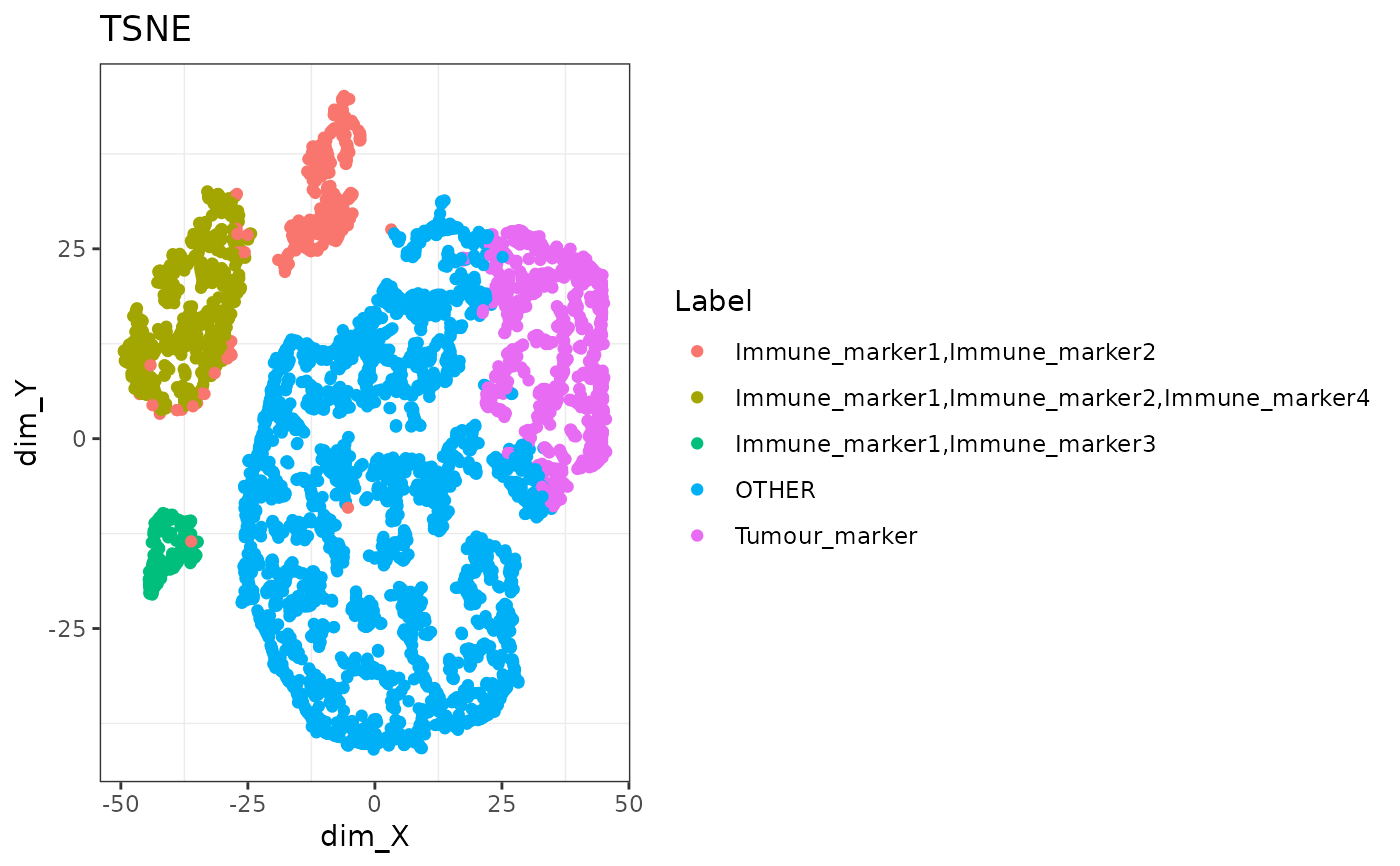 TSNE
25
0
-25
dim_Y
-50 -25 0 25 50
dim_X
Label
Immune_marker1,Immune_marker2
Immune_marker1,Immune_marker2,Immune_marker4
Immune_marker1,Immune_marker3
OTHER
Tumour_marker